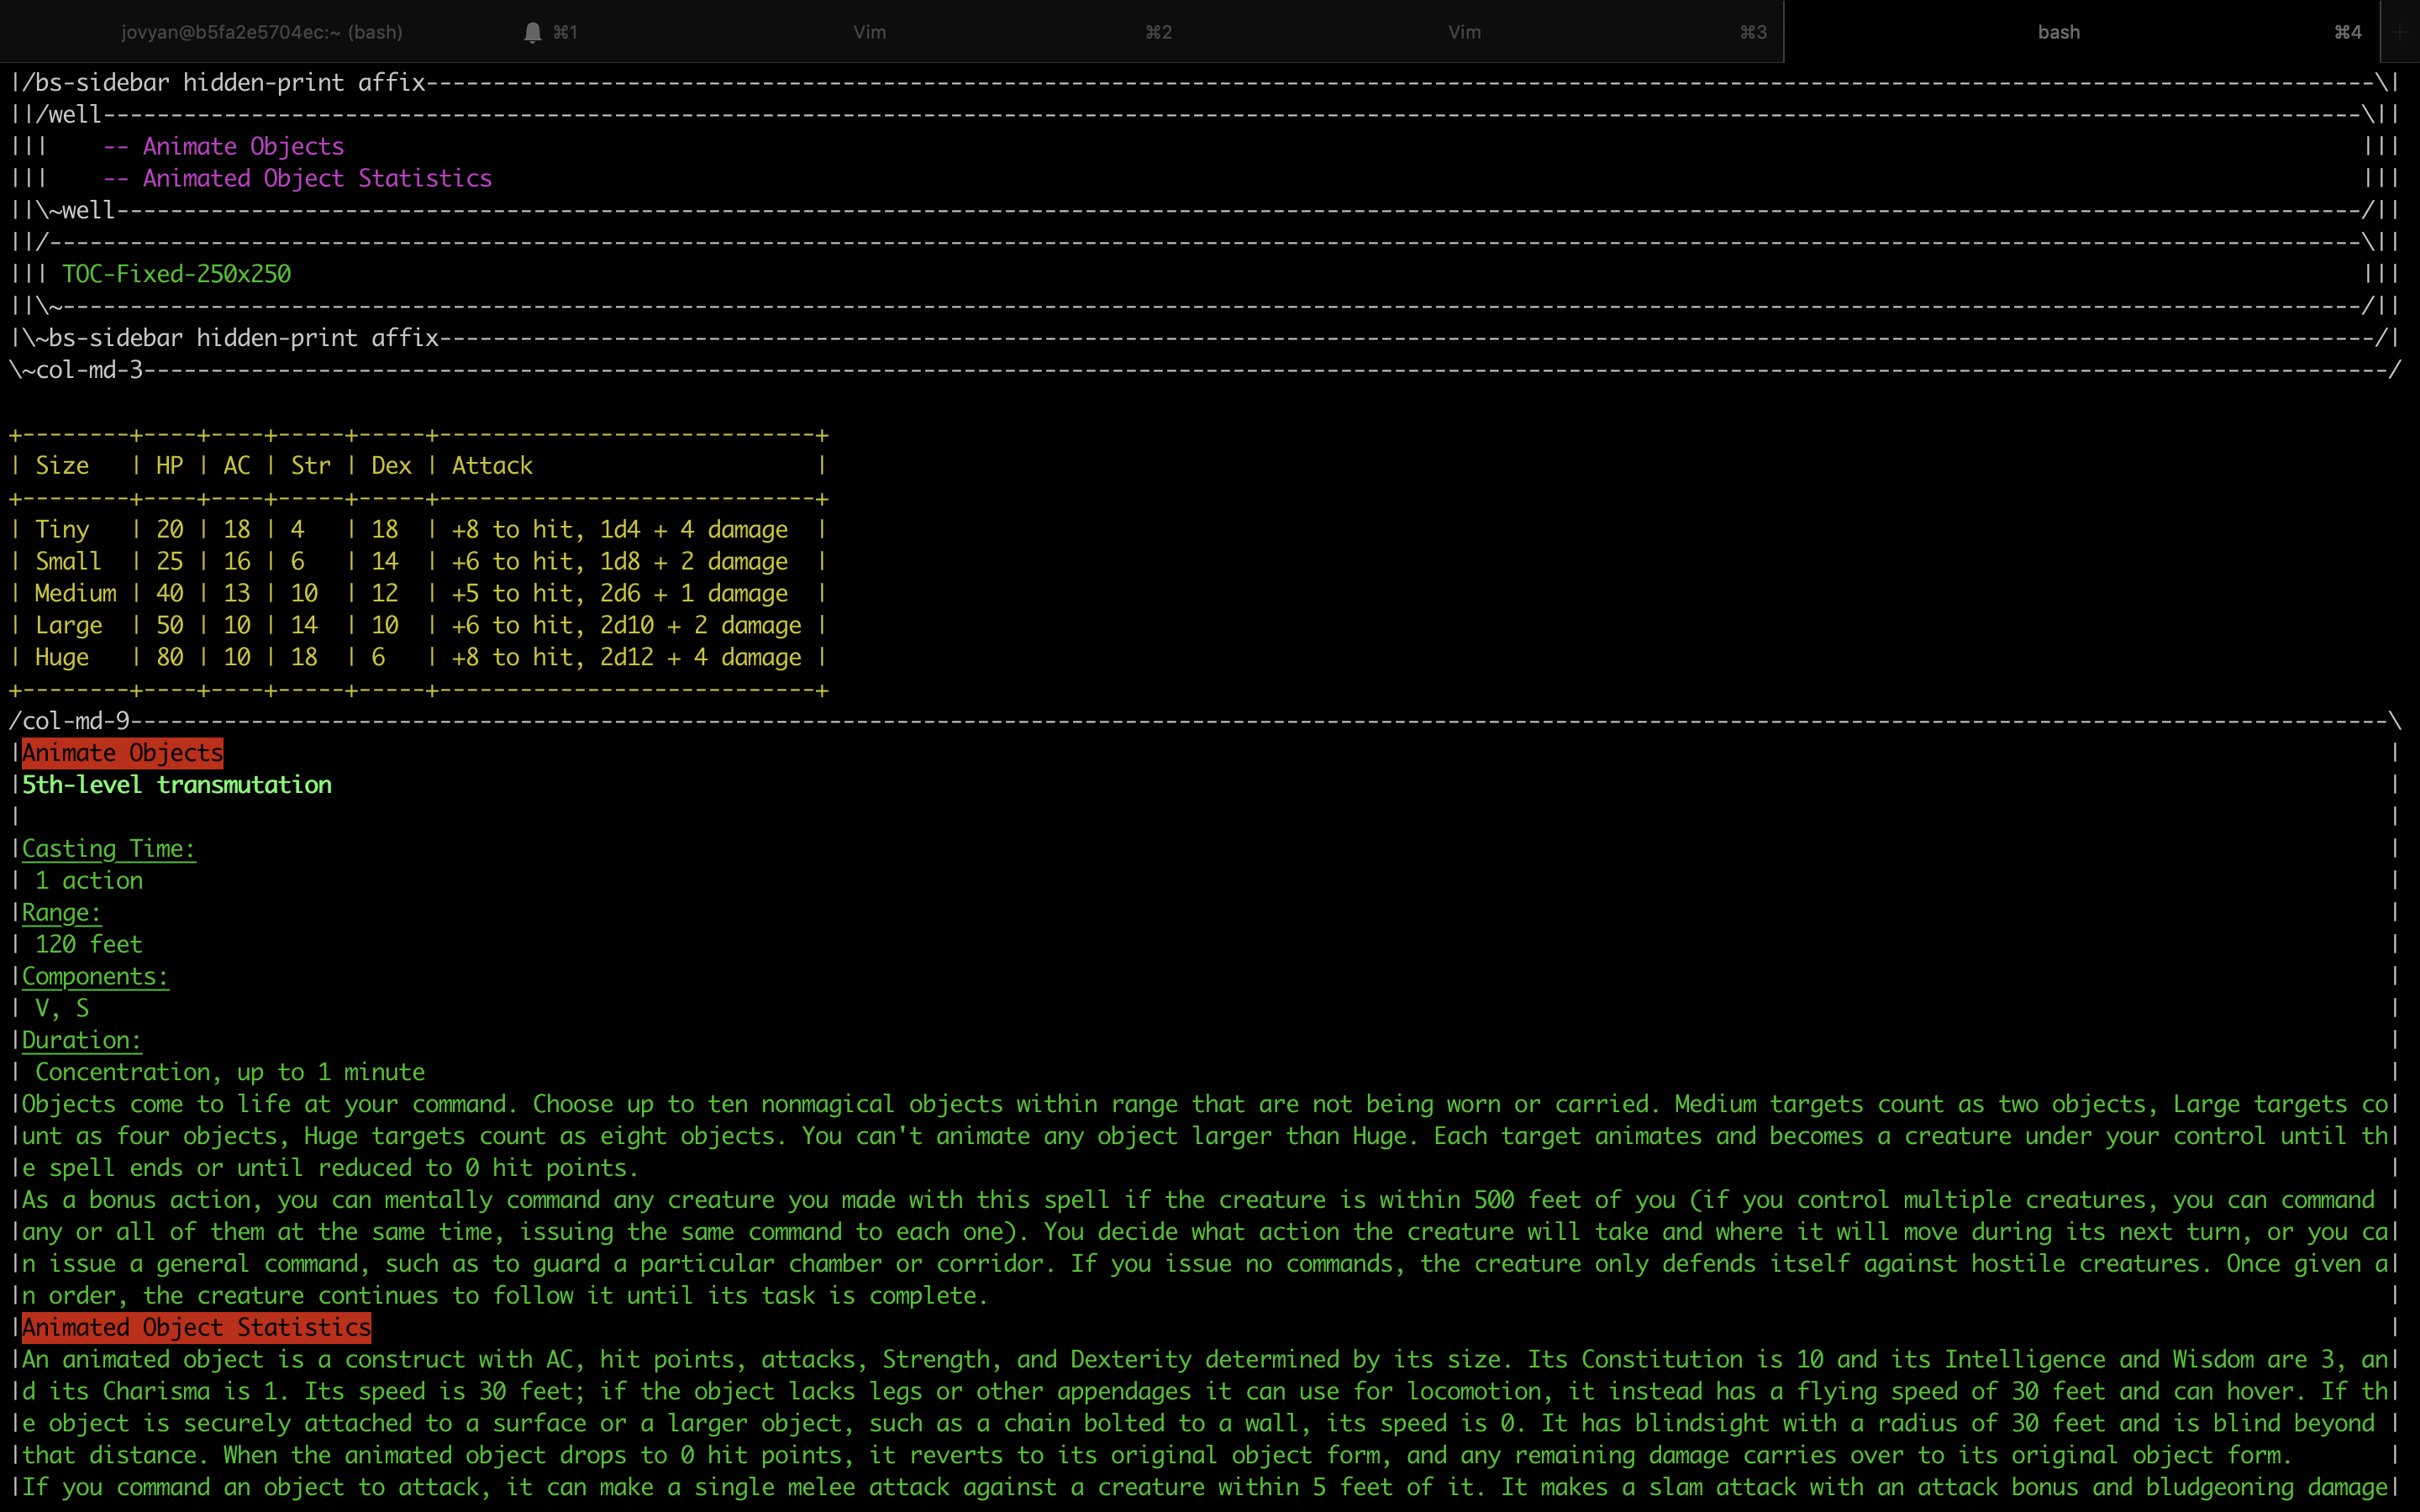 jovyan@b5fa2e5704ec:~ (bash) ⌘1 Vim ⌘2 Vim ⌘3 bash ⌘4 +
|/bs-sidebar hidden-print affix---\|
||/well---\||
|||    -- Animate Objects |||
|||    -- Animated Object Statistics |||
||\~well---/||
||/---\||
||| TOC-Fixed-250x250 |||
||\~---/||
|\~bs-sidebar hidden-print affix---/|
\~col-md-3---/
+--------+----+----+-----+-----+----------------------------+
| Size   | HP | AC | Str | Dex | Attack                     |
+--------+----+----+-----+-----+----------------------------+
| Tiny   | 20 | 18 | 4   | 18  | +8 to hit, 1d4 + 4 damage  |
| Small  | 25 | 16 | 6   | 14  | +6 to hit, 1d8 + 2 damage  |
| Medium | 40 | 13 | 10  | 12  | +5 to hit, 2d6 + 1 damage  |
| Large  | 50 | 10 | 14  | 10  | +6 to hit, 2d10 + 2 damage |
| Huge   | 80 | 10 | 18  | 6   | +8 to hit, 2d12 + 4 damage |
+--------+----+----+-----+-----+----------------------------+
/col-md-9---\
|Animate Objects |
|5th-level transmutation |
| |
|Casting Time: |
| 1 action |
|Range: |
| 120 feet |
|Components: |
| V, S |
|Duration: |
| Concentration, up to 1 minute |
|Objects come to life at your command. Choose up to ten nonmagical objects within range that are not being worn or carried. Medium targets count as two objects, Large targets co|
|unt as four objects, Huge targets count as eight objects. You can't animate any object larger than Huge. Each target animates and becomes a creature under your control until th|
|e spell ends or until reduced to 0 hit points. |
|As a bonus action, you can mentally command any creature you made with this spell if the creature is within 500 feet of you (if you control multiple creatures, you can command |
|any or all of them at the same time, issuing the same command to each one). You decide what action the creature will take and where it will move during its next turn, or you ca|
|n issue a general command, such as to guard a particular chamber or corridor. If you issue no commands, the creature only defends itself against hostile creatures. Once given a|
|n order, the creature continues to follow it until its task is complete. |
|Animated Object Statistics |
|An animated object is a construct with AC, hit points, attacks, Strength, and Dexterity determined by its size. Its Constitution is 10 and its Intelligence and Wisdom are 3, an|
|d its Charisma is 1. Its speed is 30 feet; if the object lacks legs or other appendages it can use for locomotion, it instead has a flying speed of 30 feet and can hover. If th|
|e object is securely attached to a surface or a larger object, such as a chain bolted to a wall, its speed is 0. It has blindsight with a radius of 30 feet and is blind beyond |
|that distance. When the animated object drops to 0 hit points, it reverts to its original object form, and any remaining damage carries over to its original object form. |
|If you command an object to attack, it can make a single melee attack against a creature within 5 feet of it. It makes a slam attack with an attack bonus and bludgeoning damage|